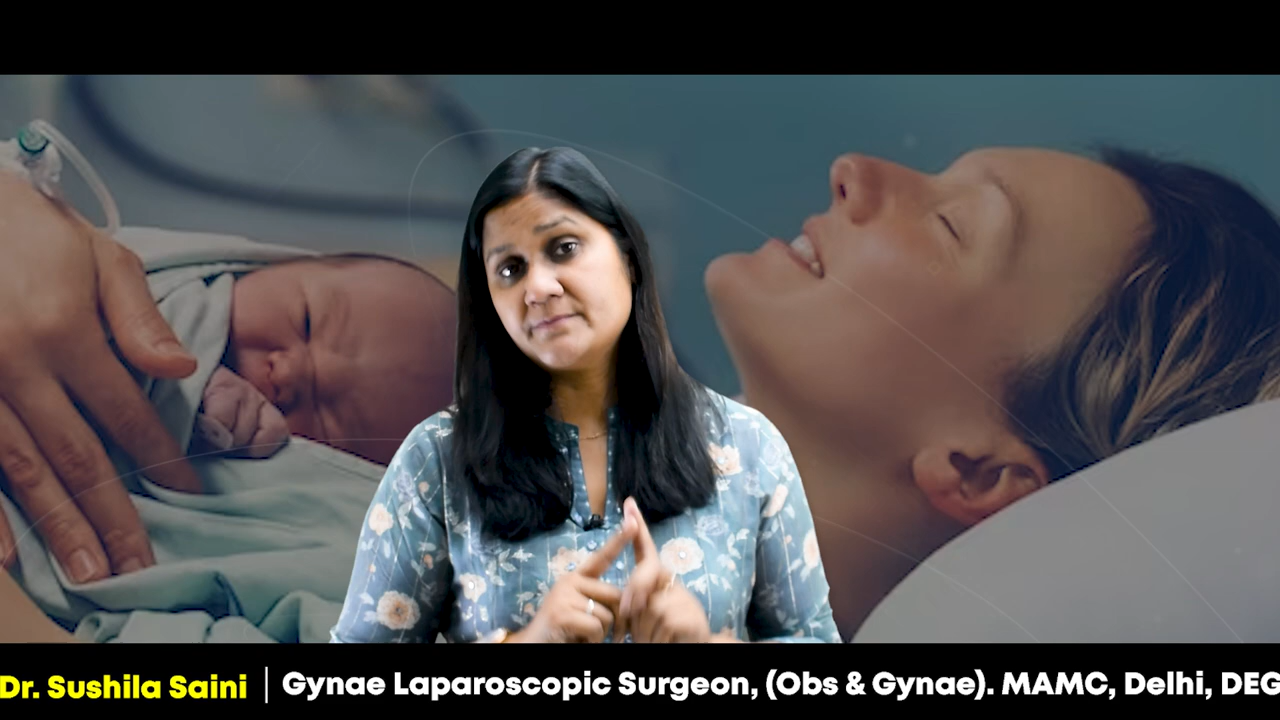 Dr. Sushila Saini | Gynae Laparoscopic Surgeon, (Obs & Gynae). MAMC, Delhi, DEG